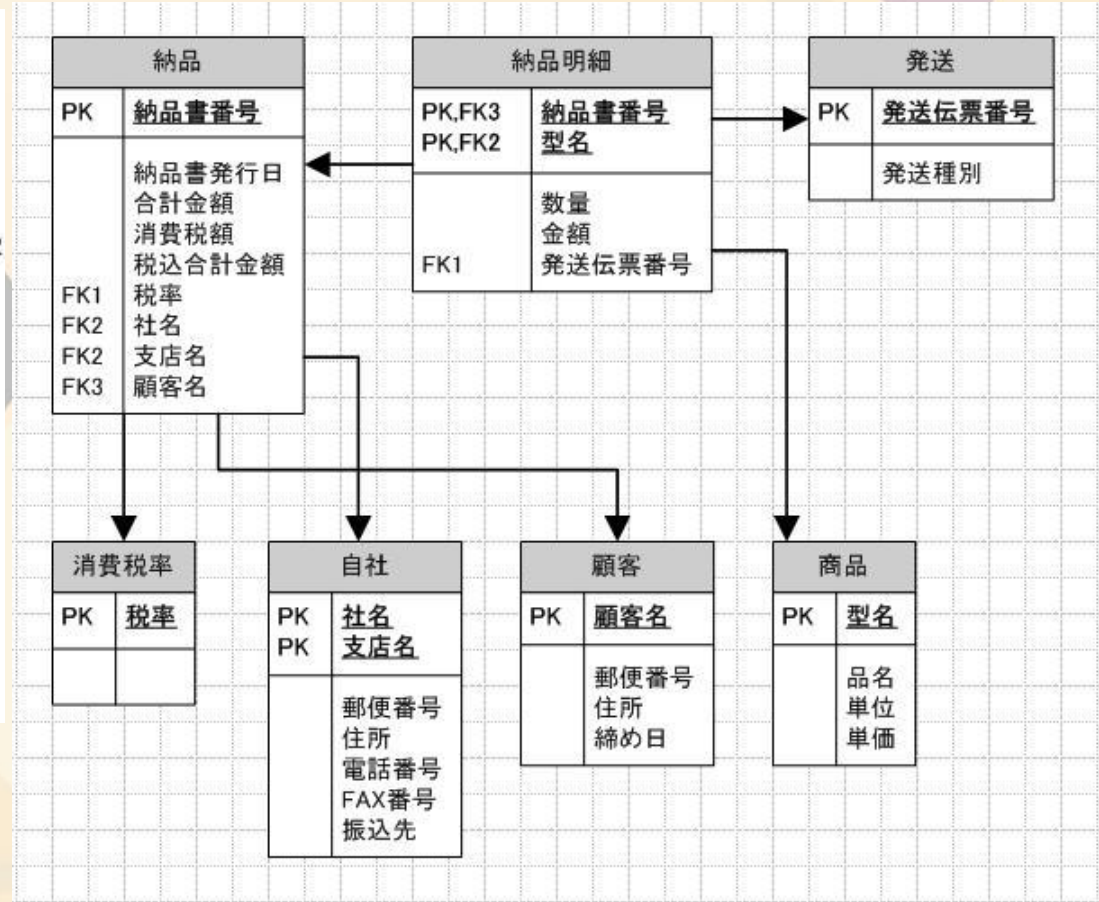 納品
PK 納品書番号
納品書発行日
合計金額
消費税額
税込合計金額
FK1 税率
FK2 社名
FK2 支店名
FK3 顧客名
納品明細
PK,FK3 納品書番号
PK,FK2 型名
数量
金額
FK1 発送伝票番号
発送
PK 発送伝票番号
発送種別
消費税率
PK 税率
自社
PK 社名
PK 支店名
郵便番号
住所
電話番号
FAX番号
振込先
顧客
PK 顧客名
郵便番号
住所
締め日
商品
PK 型名
品名
単位
単価